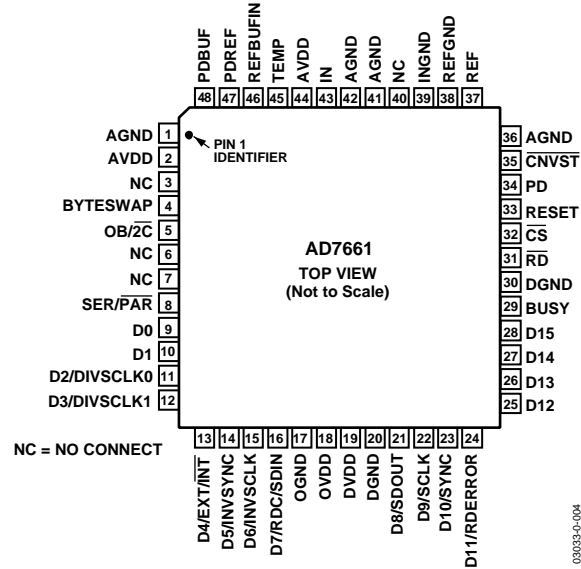 PDBUF
PDREF
REFBUFIN
TEMP
AVDD
IN
AGND
AGND
NC
INGND
REFGND
REF
48 47 46 45 44 43 42 41 40 39 38 37
AGND 1
AVDD 2
NC 3
BYTESWAP 4
OB/2̅C̅ 5
NC 6
NC 7
SER/P̅A̅R̅ 8
D0 9
D1 10
D2/DIVSCLK0 11
D3/DIVSCLK1 12
PIN 1
IDENTIFIER
AD7661
TOP VIEW
(Not to Scale)
36 AGND
35 C̅N̅V̅S̅T̅
34 PD
33 RESET
32 C̅S̅
31 R̅D̅
30 DGND
29 BUSY
28 D15
27 D14
26 D13
25 D12
13 14 15 16 17 18 19 20 21 22 23 24
NC = NO CONNECT
D4/EXT/I̅N̅T̅
D5/INVSYNC
D6/INVSCLK
D7/RDC/SDIN
OGND
OVDD
DVDD
DGND
D8/SDOUT
D9/SCLK
D10/SYNC
D11/RDERROR
03033-0-004